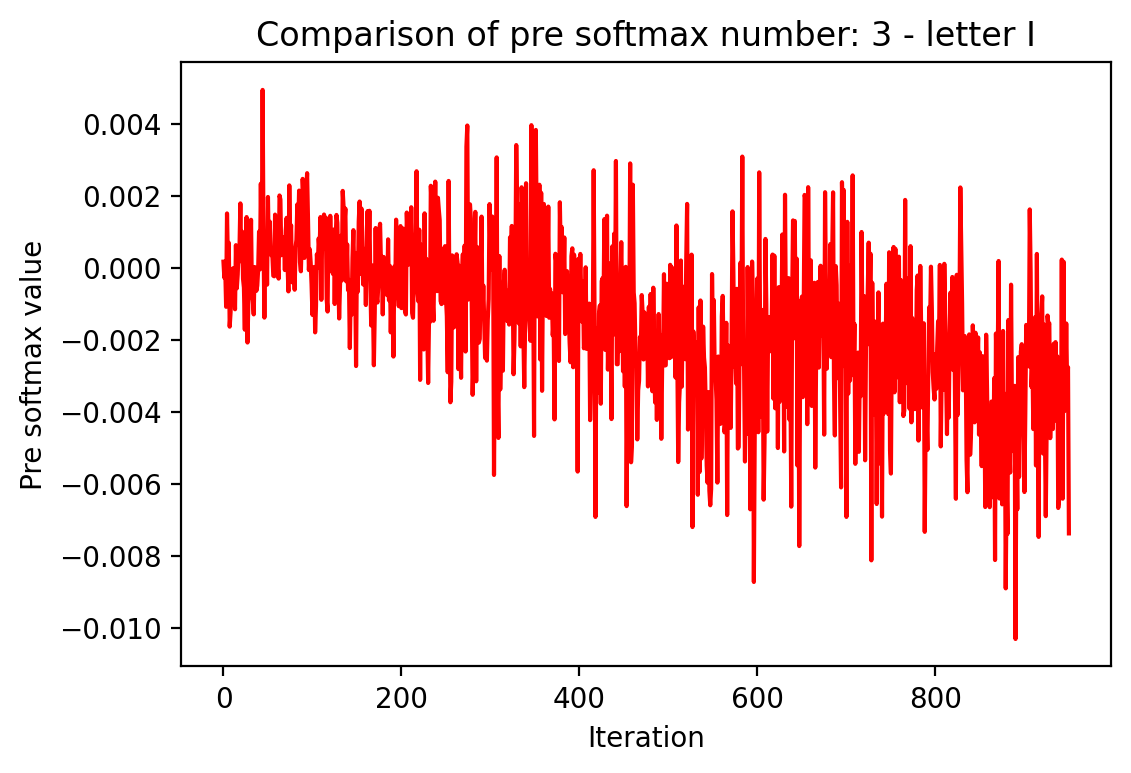 Comparison of pre softmax number: 3 - letter I
Pre softmax value
0.004
0.002
0.000
−0.002
−0.004
−0.006
−0.008
−0.010
0 200 400 600 800
Iteration